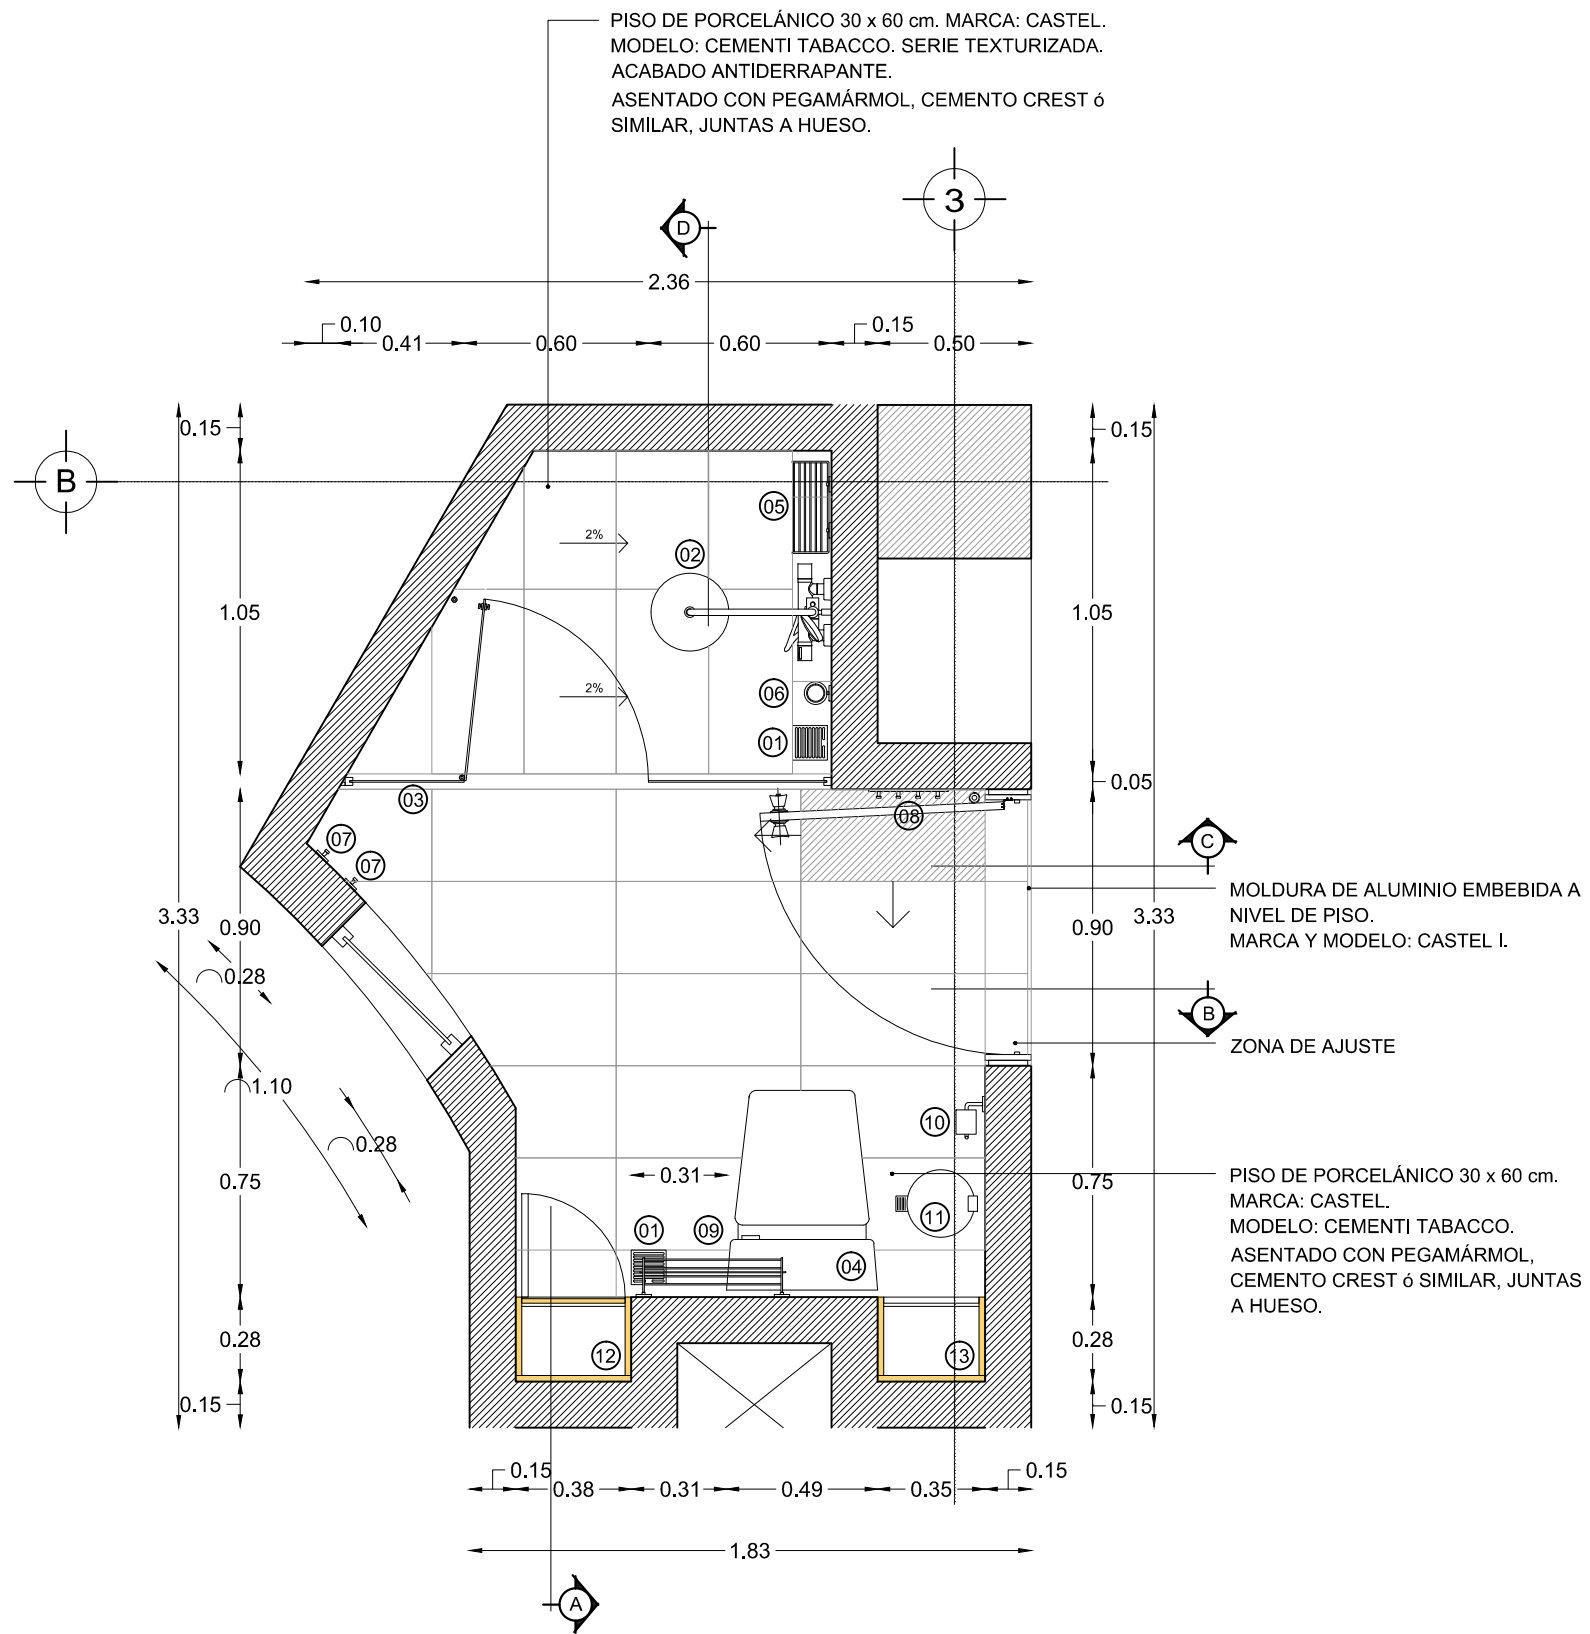 PISO DE PORCELÁNICO 30 x 60 cm. MARCA: CASTEL.
MODELO: CEMENTI TABACCO. SERIE TEXTURIZADA.
ACABADO ANTIDERRAPANTE.
ASENTADO CON PEGAMÁRMOL, CEMENTO CREST ó
SIMILAR, JUNTAS A HUESO.
3
D
2.36
0.10
0.15
0.41
0.60
0.60
0.50
0.15
0.15
B
05
2%
02
1.05
1.05
2%
06
01
0.05
03
08
07
07
C
MOLDURA DE ALUMINIO EMBEBIDA A
NIVEL DE PISO.
MARCA Y MODELO: CASTEL I.
3.33
0.90
0.90
3.33
0.28
B
ZONA DE AJUSTE
1.10
10
0.28
0.75
0.31
0.75
PISO DE PORCELÁNICO 30 x 60 cm.
MARCA: CASTEL.
MODELO: CEMENTI TABACCO.
ASENTADO CON PEGAMÁRMOL,
CEMENTO CREST ó SIMILAR, JUNTAS
A HUESO.
11
01
09
04
0.28
12
13
0.28
0.15
0.15
0.15
0.15
0.38
0.31
0.49
0.35
1.83
A